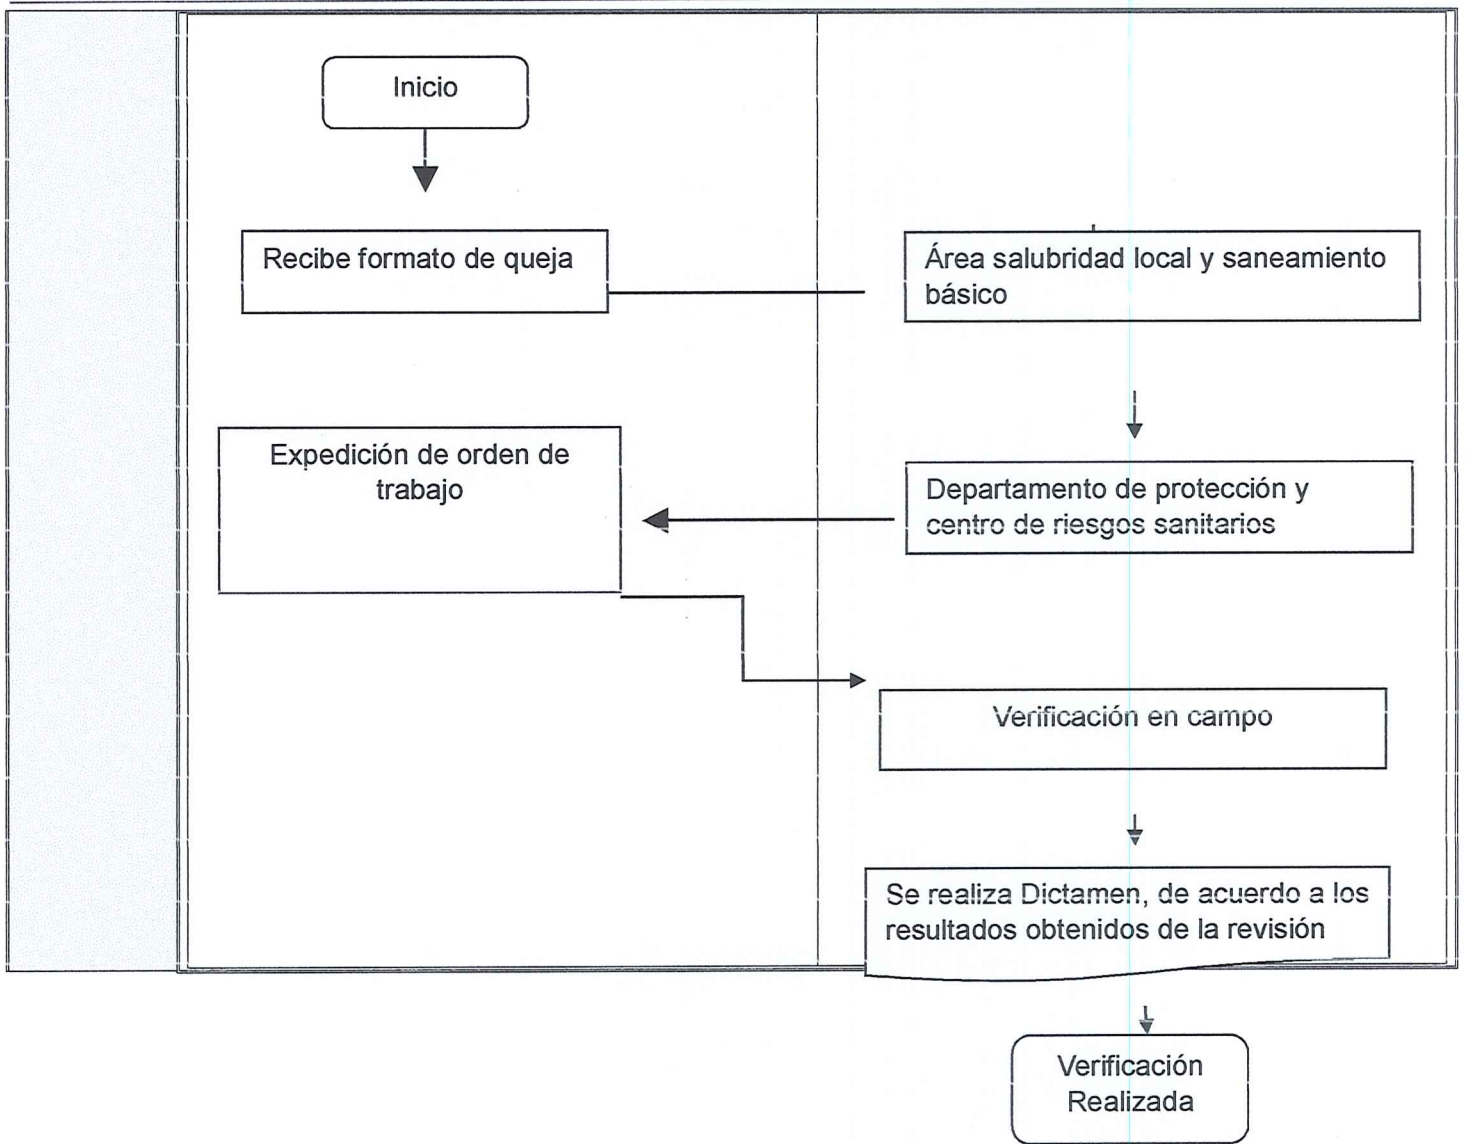 Inicio
Recibe formato de queja
Área salubridad local y saneamiento
básico
Departamento de protección y
centro de riesgos sanitarios
Expedición de orden de
trabajo
Verificación en campo
Se realiza Dictamen, de acuerdo a los
resultados obtenidos de la revisión
Verificación
Realizada